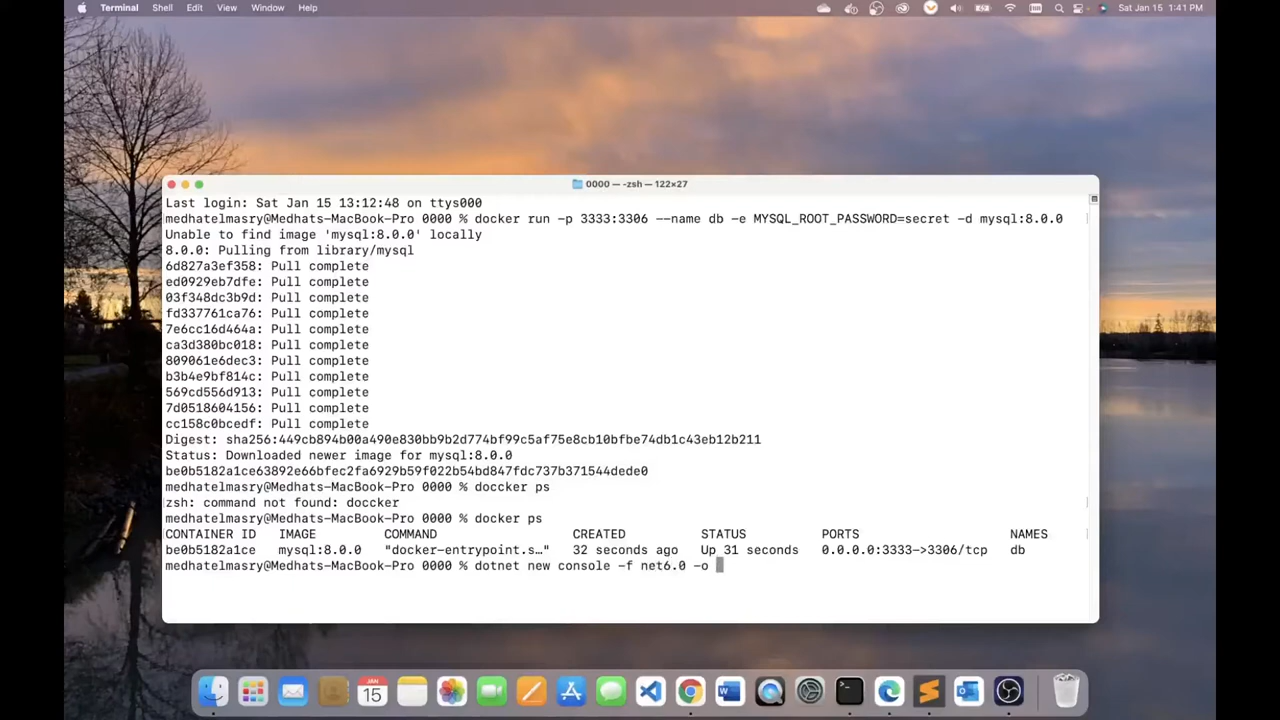 Terminal Shell Edit View Window Help Sat Jan 15 1:41 PM
0000 — -zsh — 122×27
Last login: Sat Jan 15 13:12:48 on ttys000
medhatelmasry@Medhats-MacBook-Pro 0000 % docker run -p 3333:3306 --name db -e MYSQL_ROOT_PASSWORD=secret -d mysql:8.0.0
Unable to find image 'mysql:8.0.0' locally
8.0.0: Pulling from library/mysql
6d827a3ef358: Pull complete
ed0929eb7dfe: Pull complete
03f348dc3b9d: Pull complete
fd337761ca76: Pull complete
7e6cc16d464a: Pull complete
ca3d380bc018: Pull complete
809061e6dec3: Pull complete
b3b4e9bf814c: Pull complete
569cd556d913: Pull complete
7d0518604156: Pull complete
cc158c0bcedf: Pull complete
Digest: sha256:449cb894b00a490e830bb9b2d774bf99c5af75e8cb10bfbe74db1c43eb12b211
Status: Downloaded newer image for mysql:8.0.0
be0b5182a1ce63892e66bfec2fa6929b59f022b54bd847fdc737b371544dede0
medhatelmasry@Medhats-MacBook-Pro 0000 % doccker ps
zsh: command not found: doccker
medhatelmasry@Medhats-MacBook-Pro 0000 % docker ps
CONTAINER ID IMAGE COMMAND CREATED STATUS PORTS NAMES
be0b5182a1ce mysql:8.0.0 "docker-entrypoint.s…" 32 seconds ago Up 31 seconds 0.0.0.0:3333->3306/tcp db
medhatelmasry@Medhats-MacBook-Pro 0000 % dotnet new console -f net6.0 -o
JAN
15